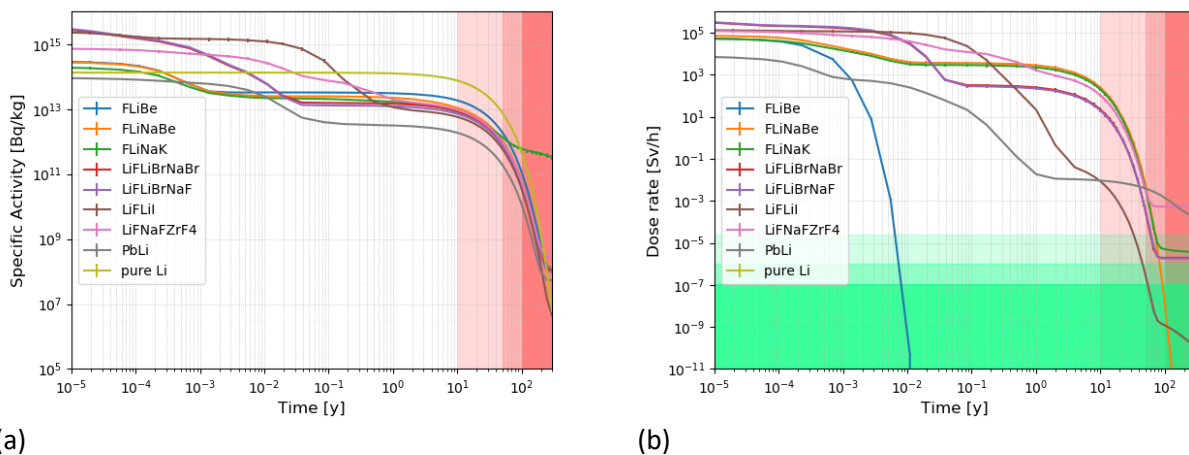 10^15
10^13
10^11
10^9
10^7
10^5
Specific Activity [Bq/kg]
FLiBe
FLiNaBe
FLiNaK
LiFLiBrNaBr
LiFLiBrNaF
LiFLiI
LiFNaFZrF4
PbLi
pure Li
10^-5 10^-4 10^-3 10^-2 10^-1 10^0 10^1 10^2
Time [y]
(a)
10^5
10^3
10^1
10^-1
10^-3
10^-5
10^-7
10^-9
10^-11
Dose rate [Sv/h]
FLiBe
FLiNaBe
FLiNaK
LiFLiBrNaBr
LiFLiBrNaF
LiFLiI
LiFNaFZrF4
PbLi
pure Li
10^-5 10^-4 10^-3 10^-2 10^-1 10^0 10^1 10^2
Time [y]
(b)